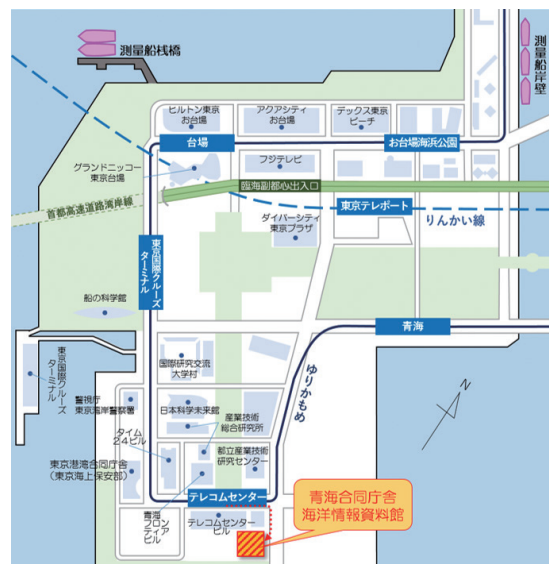 測量船桟橋
測量船岸壁
ヒルトン東京
お台場
アクアシティ
お台場
デックス東京
ビーチ
台場
お台場海浜公園
グランドニッコー
東京台場
フジテレビ
臨海副都心出入口
首都高速道路湾岸線
東京テレポート
りんかい線
ダイバーシティ
東京プラザ
東京国際クルーズ
ターミナル
船の科学館
青海
東京国際クルーズ
ターミナル
国際研究交流
大学村
ゆりかもめ
N
警視庁
東京湾岸警察署
日本科学未来館
産業技術
総合研究所
タイム
24ビル
都立産業技術
研究センター
東京港湾合同庁舎
(東京海上保安部)
テレコムセンター
青海
フロン
ティア
ビル
テレコムセンター
ビル
青海合同庁舎
海洋情報資料館